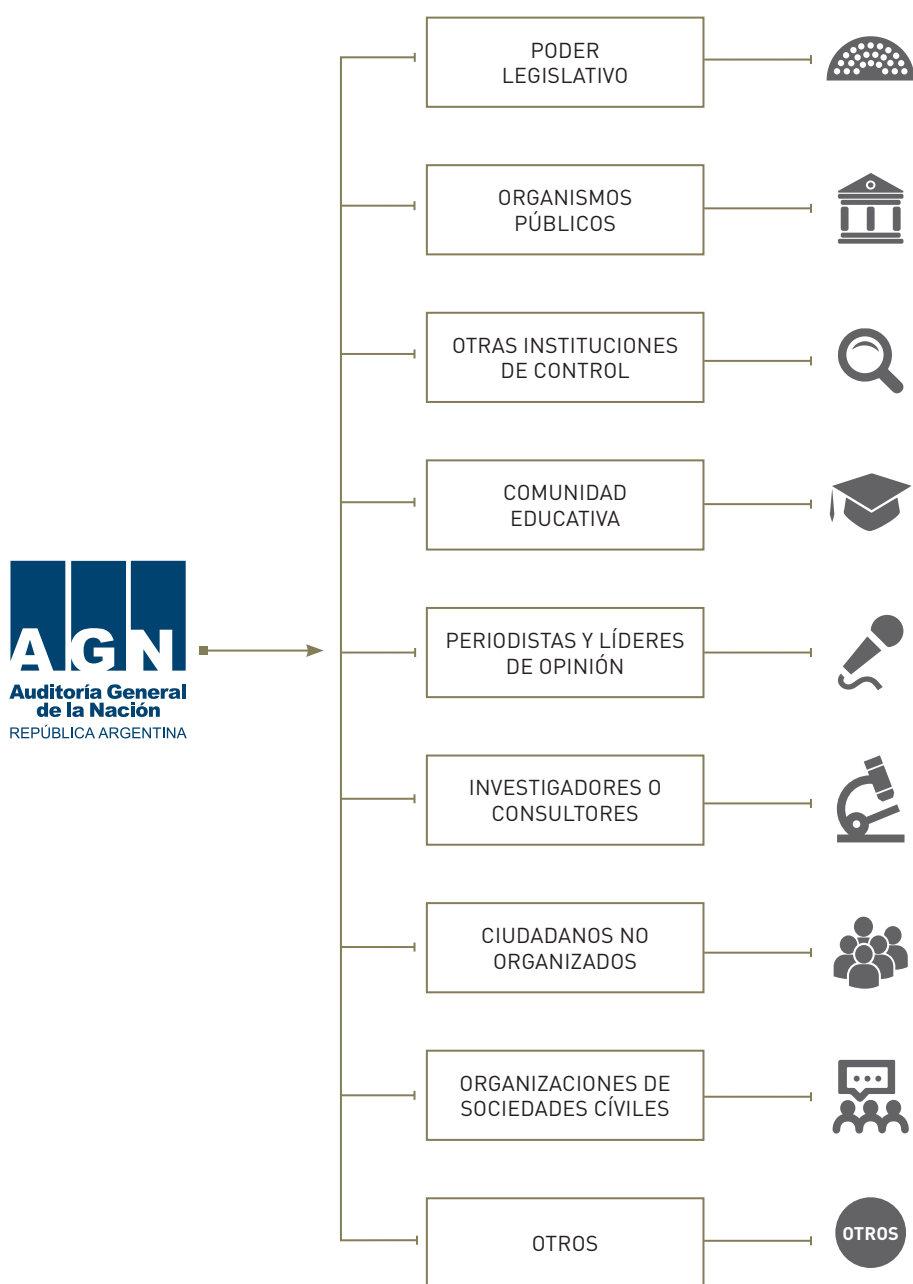 PODER
LEGISLATIVO
ORGANISMOS
PÚBLICOS
OTRAS INSTITUCIONES
DE CONTROL
COMUNIDAD
EDUCATIVA
AGN
Auditoría General
de la Nación
REPÚBLICA ARGENTINA
PERIODISTAS Y LÍDERES
DE OPINIÓN
INVESTIGADORES O
CONSULTORES
CIUDADANOS NO
ORGANIZADOS
ORGANIZACIONES DE
SOCIEDADES CÍVILES
OTROS
OTROS